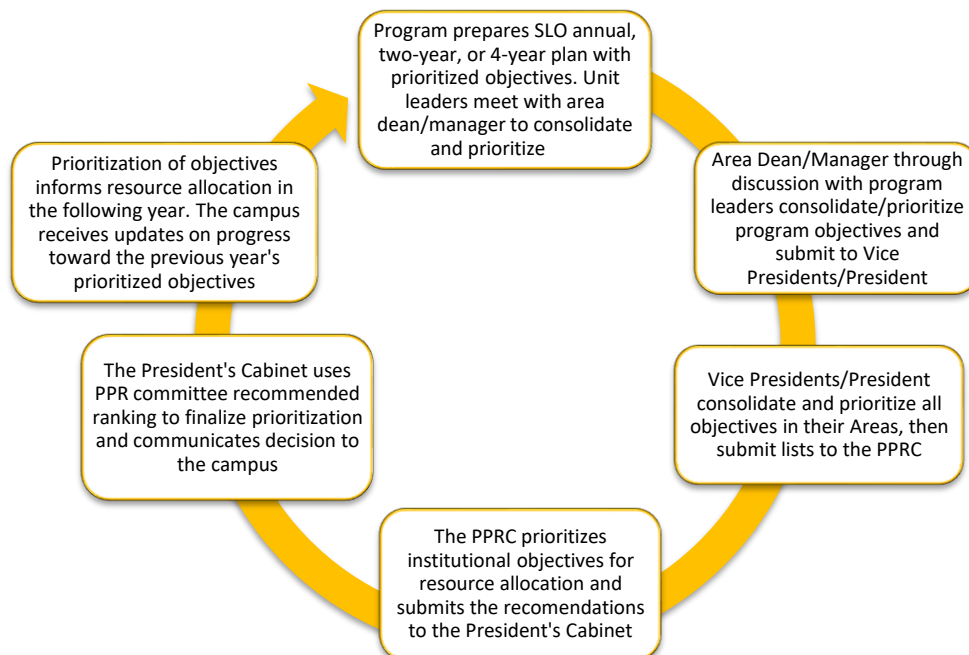 Program prepares SLO annual,
two-year, or 4-year plan with
prioritized objectives. Unit
leaders meet with area
dean/manager to consolidate
and prioritize
Area Dean/Manager through
discussion with program
leaders consolidate/prioritize
program objectives and
submit to Vice
Presidents/President
Vice Presidents/President
consolidate and prioritize all
objectives in their Areas, then
submit lists to the PPRC
The PPRC prioritizes
institutional objectives for
resource allocation and
submits the recomendations
to the President's Cabinet
The President's Cabinet uses
PPR committee recommended
ranking to finalize prioritization
and communicates decision to
the campus
Prioritization of objectives
informs resource allocation in
the following year. The campus
receives updates on progress
toward the previous year's
prioritized objectives